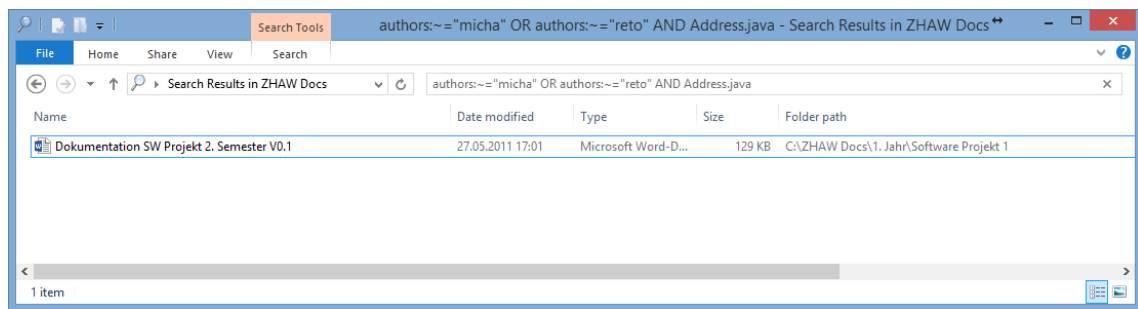 Search Tools
authors:~="micha" OR authors:~="reto" AND Address.java - Search Results in ZHAW Docs
File Home Share View Search
Search Results in ZHAW Docs authors:~="micha" OR authors:~="reto" AND Address.java
Name Date modified Type Size Folder path
Dokumentation SW Projekt 2. Semester V0.1 27.05.2011 17:01 Microsoft Word-D... 129 KB C:\ZHAW Docs\1. Jahr\Software Projekt 1
1 item